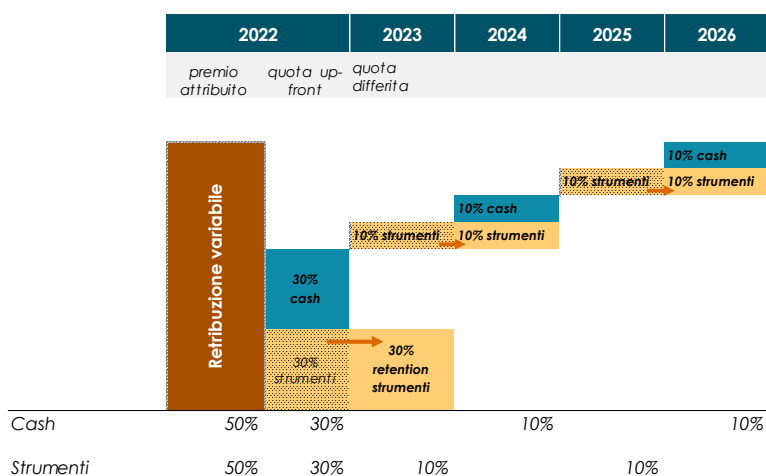 2022 2023 2024 2025 2026
premio attribuito
quota up-front
quota differita
10% cash
10% strumenti 10% strumenti
10% cash
10% strumenti 10% strumenti
Retribuzione variabile
30%
cash
30%
strumenti
30%
retention
strumenti
Cash 50% 30% 10% 10%
Strumenti 50% 30% 10% 10%